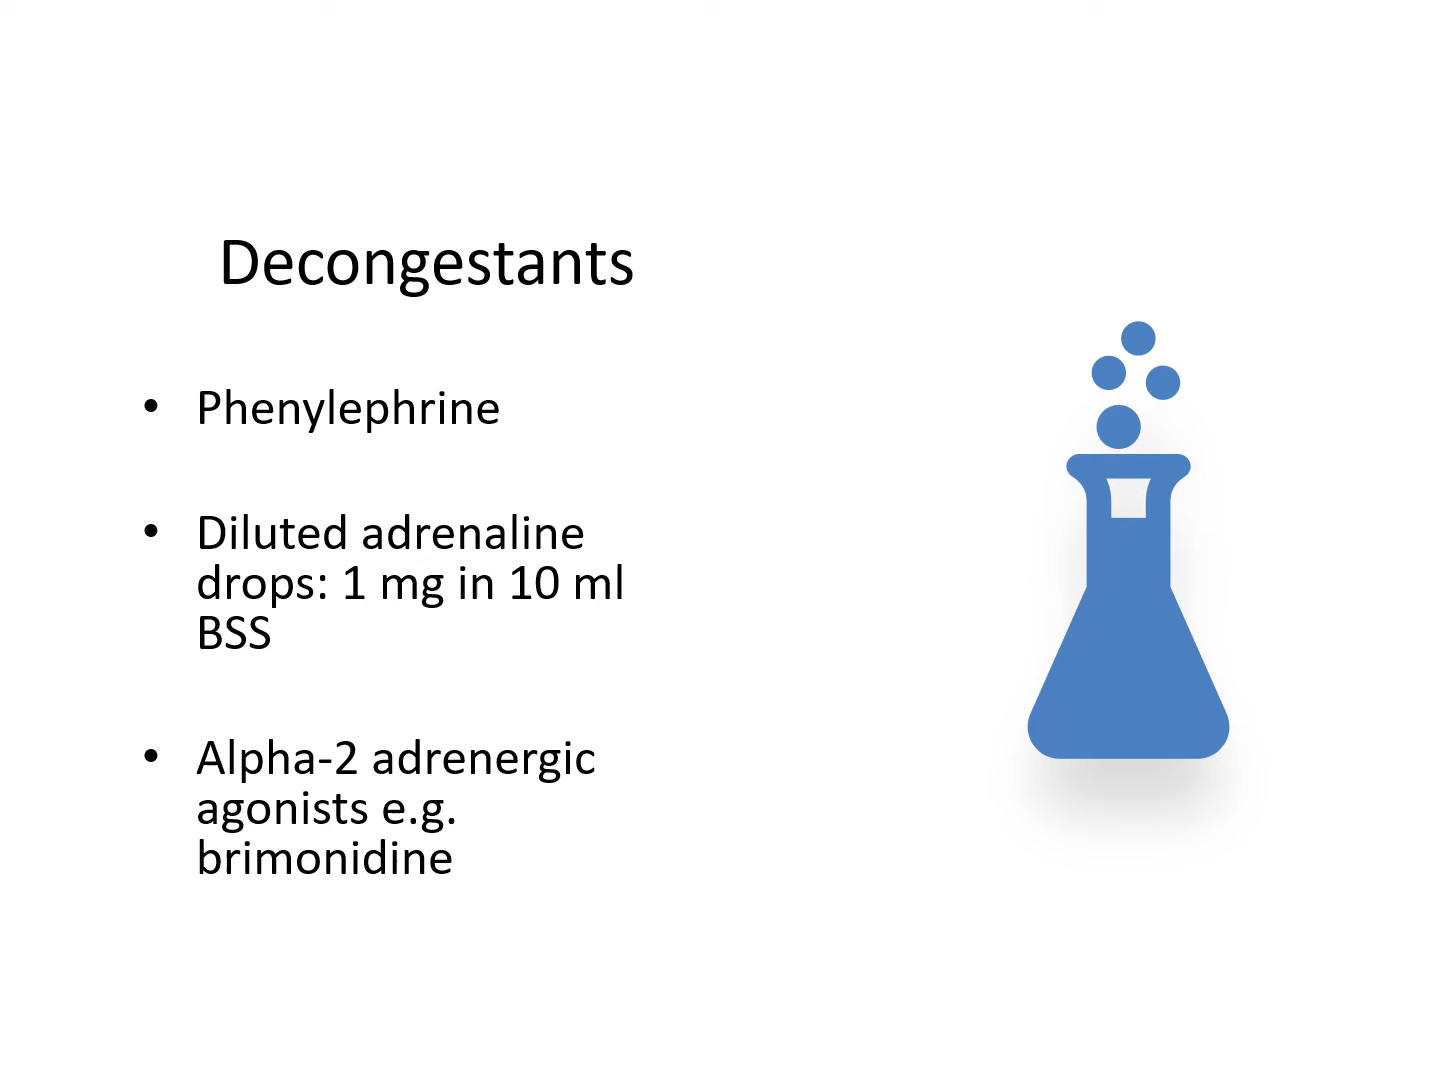 Decongestants
• Phenylephrine
• Diluted adrenaline
drops: 1 mg in 10 ml
BSS
• Alpha-2 adrenergic
agonists e.g.
brimonidine